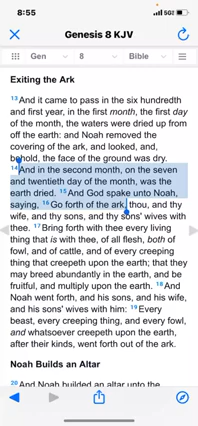 8:55
5G
Genesis 8 KJV
Gen
8
Bible
Exiting the Ark
13 And it came to pass in the six hundredth
and first year, in the first month, the first day
of the month, the waters were dried up from
off the earth: and Noah removed the
covering of the ark, and looked, and,
behold, the face of the ground was dry.
14 And in the second month, on the seven
and twentieth day of the month, was the
earth dried. 15 And God spake unto Noah,
saying, 16 Go forth of the ark, thou, and thy
wife, and thy sons, and thy sons' wives with
thee. 17 Bring forth with thee every living
thing that is with thee, of all flesh, both of
fowl, and of cattle, and of every creeping
thing that creepeth upon the earth; that they
may breed abundantly in the earth, and be
fruitful, and multiply upon the earth. 18 And
Noah went forth, and his sons, and his wife,
and his sons' wives with him: 19 Every
beast, every creeping thing, and every fowl,
and whatsoever creepeth upon the earth,
after their kinds, went forth out of the ark.
Noah Builds an Altar
20 And Noah builded an altar unto the